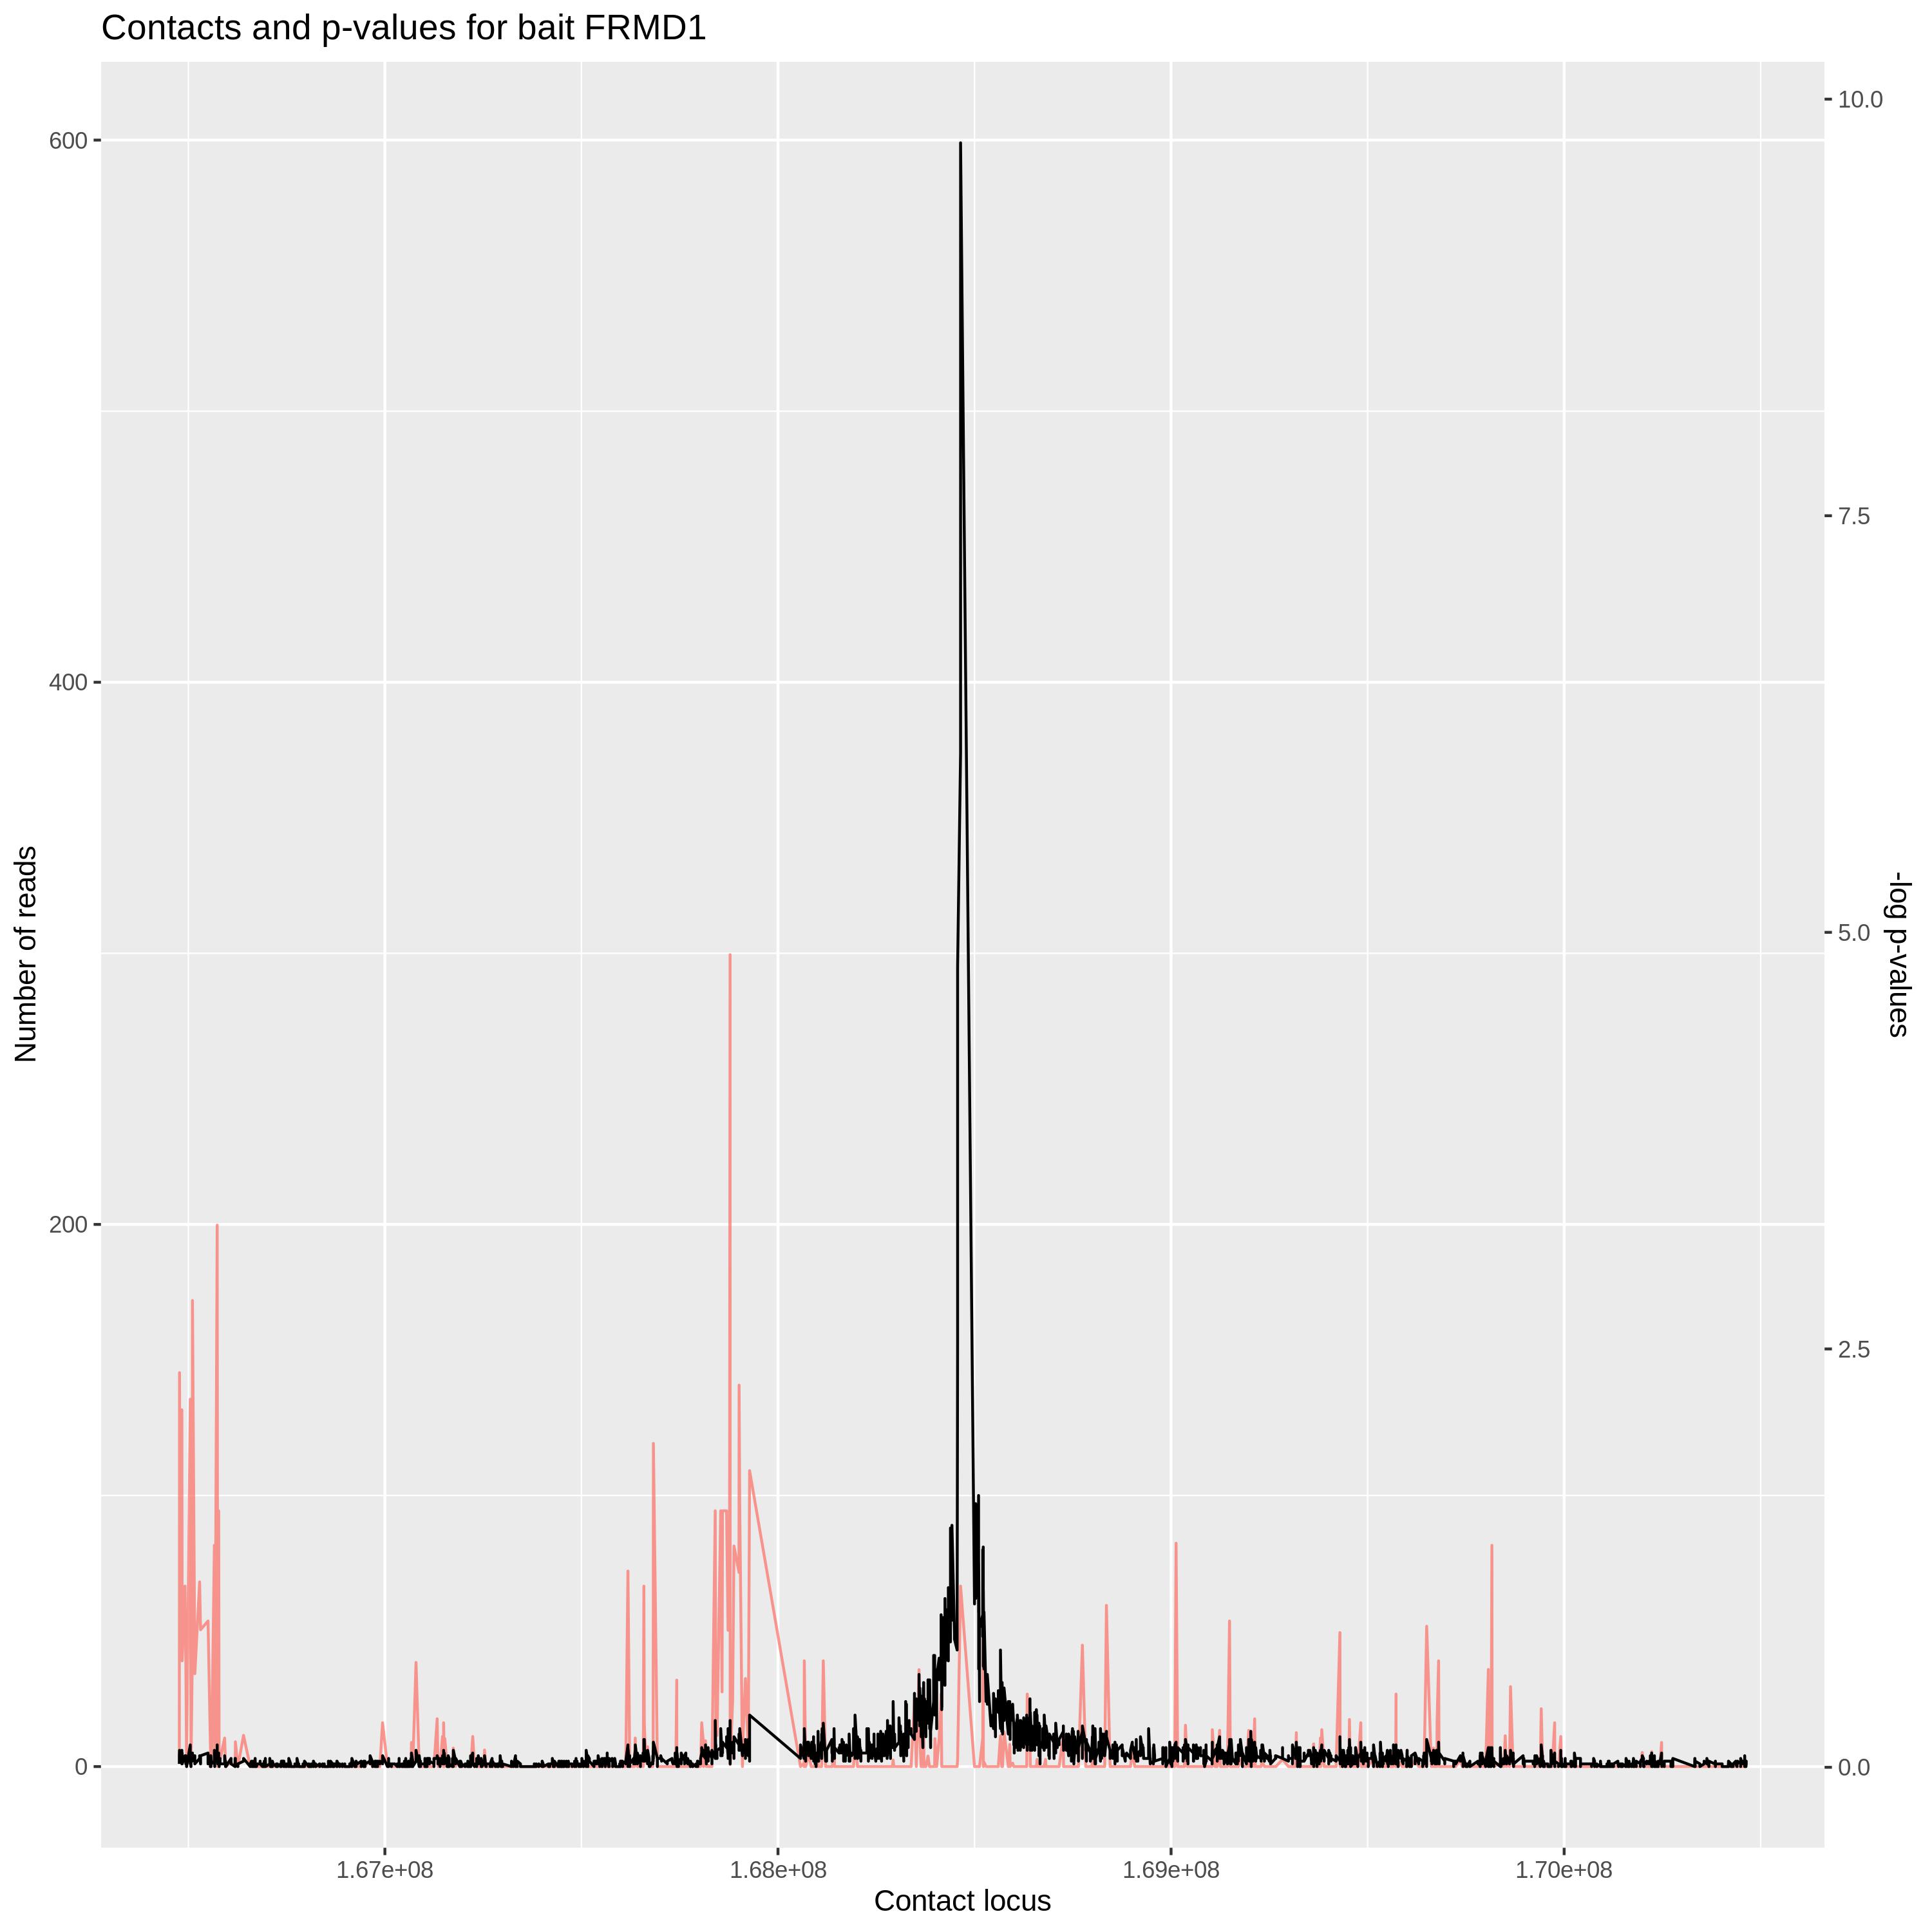 Contacts and p-values for bait FRMD1
600
400
200
0
Number of reads
10.0
7.5
5.0
2.5
0.0
-log p-values
1.67e+08
1.68e+08
1.69e+08
1.70e+08
Contact locus